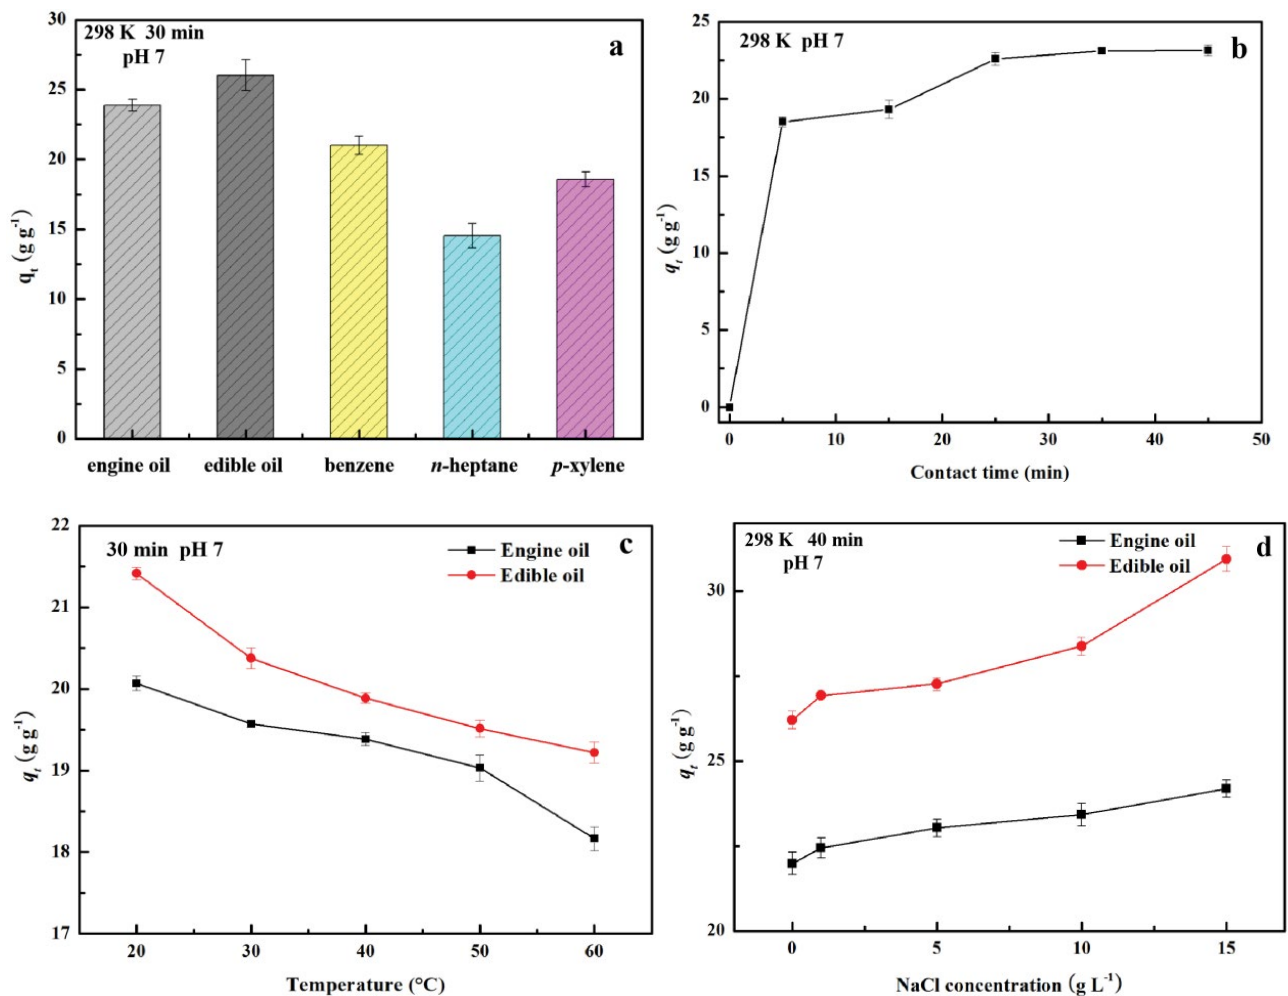 298 K 30 min
pH 7
a
30
25
20
15
10
5
0
qt (g g-1)
engine oil edible oil benzene n-heptane p-xylene
298 K pH 7
b
25
20
15
10
5
0
qt (g g-1)
0 10 20 30 40 50
Contact time (min)
30 min pH 7
c
Engine oil
Edible oil
22
21
20
19
18
17
qt (g g-1)
20 30 40 50 60
Temperature (°C)
298 K 40 min
pH 7
d
Engine oil
Edible oil
30
25
20
qt (g g-1)
0 5 10 15
NaCl concentration (g L-1)